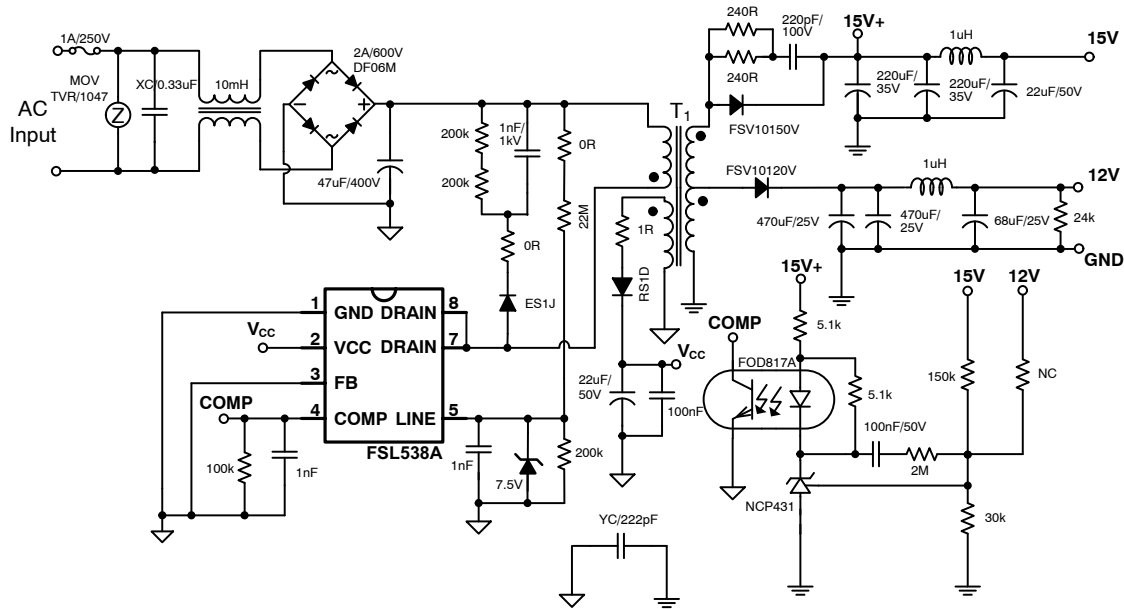 1A/250V
MOV
TVR/1047
Z
XC/0.33uF
10mH
AC
Input
2A/600V
DF06M
~
~
−
+
47uF/400V
200k
200k
1nF/
1kV
0R
0R
22M
ES1J
T1
1R
RS1D
22uF/
50V
100nF
VCC
240R
240R
220pF/
100V
FSV10150V
15V+
220uF/
35V
220uF/
35V
1uH
22uF/50V
15V
FSV10120V
470uF/25V
470uF/
25V
1uH
68uF/25V
24k
12V
GND
VCC
COMP
100k
1nF
1
GND
DRAIN
8
2
VCC
DRAIN
7
3
FB
4
COMP
LINE
5
FSL538A
1nF
7.5V
200k
COMP
FOD817A
15V+
5.1k
5.1k
100nF/50V
2M
NCP431
15V
12V
150k
NC
30k
YC/222pF